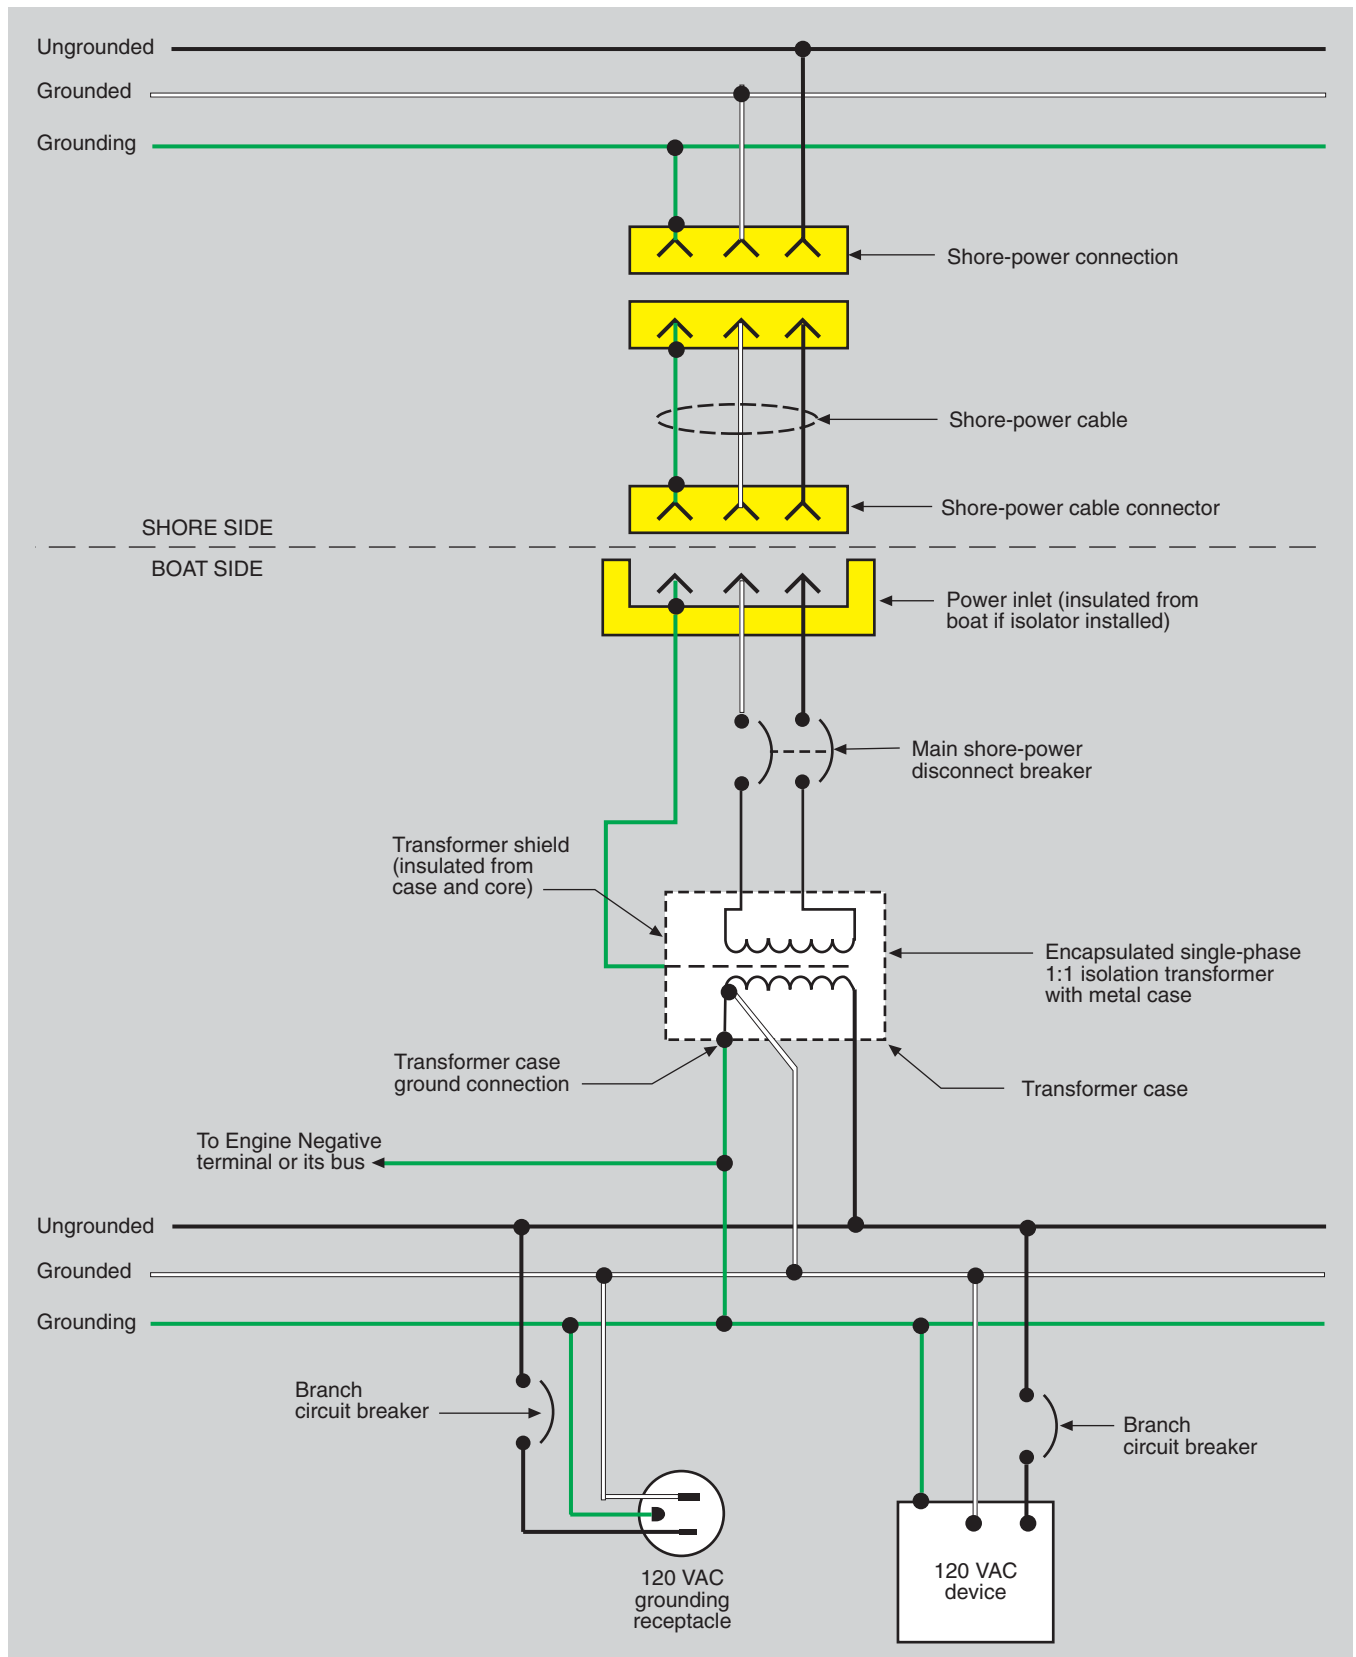 Ungrounded
Grounded
Grounding
Shore-power connection
Shore-power cable
Shore-power cable connector
SHORE SIDE
BOAT SIDE
Power inlet (insulated from
boat if isolator installed)
Main shore-power
disconnect breaker
Transformer shield
(insulated from
case and core)
Encapsulated single-phase
1:1 isolation transformer
with metal case
Transformer case
ground connection
Transformer case
To Engine Negative
terminal or its bus
Ungrounded
Grounded
Grounding
Branch
circuit breaker
Branch
circuit breaker
120 VAC
grounding
receptacle
120 VAC
device